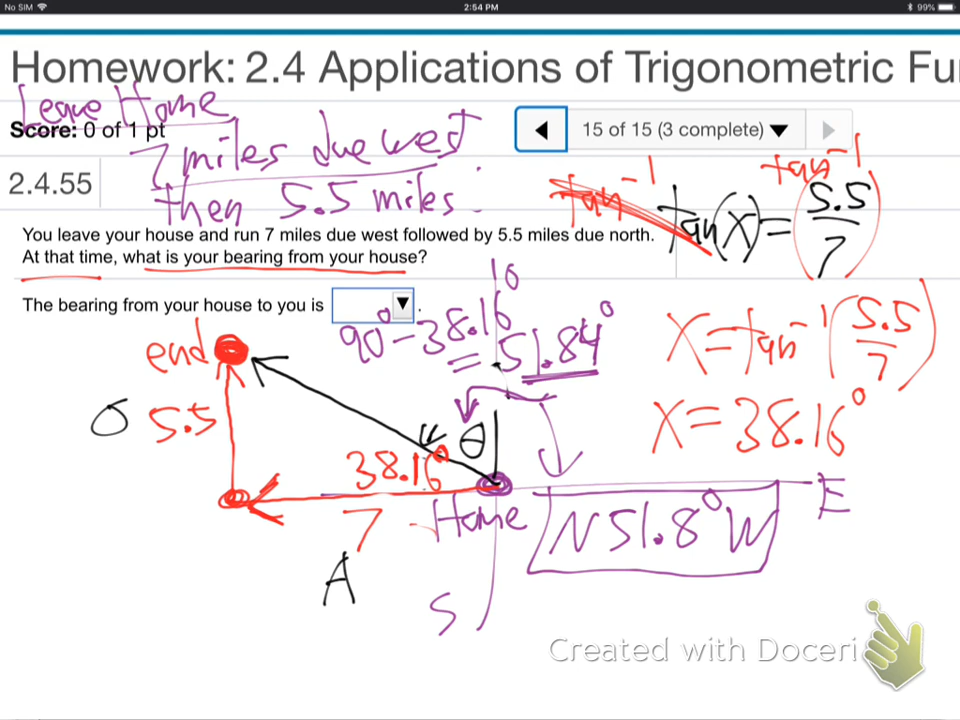 No SIM 2:54 PM 99%
Homework: 2.4 Applications of Trigonometric Fu
Leave Home
Score: 0 of 1 pt
15 of 15 (3 complete)
7 miles due west
then 5.5 miles
2.4.55
tan⁻¹ tan(x) = tan⁻¹(5.5/7)
You leave your house and run 7 miles due west followed by 5.5 miles due north.
At that time, what is your bearing from your house?
The bearing from your house to you is .
90° - 38.16°
= 51.84°
x = tan⁻¹(5.5/7)
x = 38.16°
end
O 5.5
θ
38.16°
7
Home
E
N 51.8° W
A
S
Created with Doceri